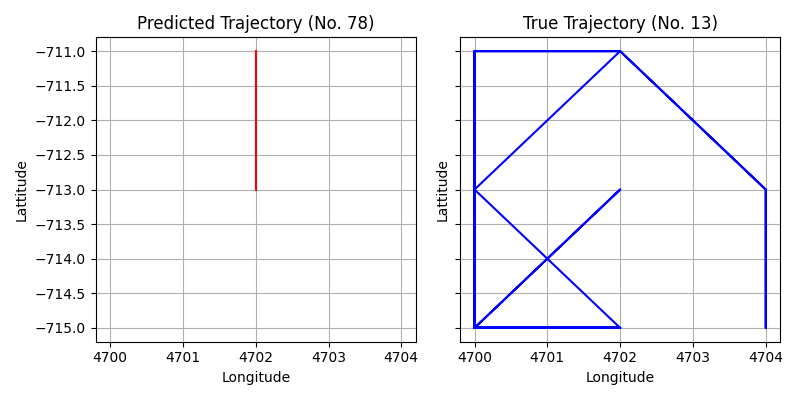 Predicted Trajectory (No. 78)
True Trajectory (No. 13)
Lattitude
−711.0
−711.5
−712.0
−712.5
−713.0
−713.5
−714.0
−714.5
−715.0
4700 4701 4702 4703 4704
Longitude
Lattitude
4700 4701 4702 4703 4704
Longitude